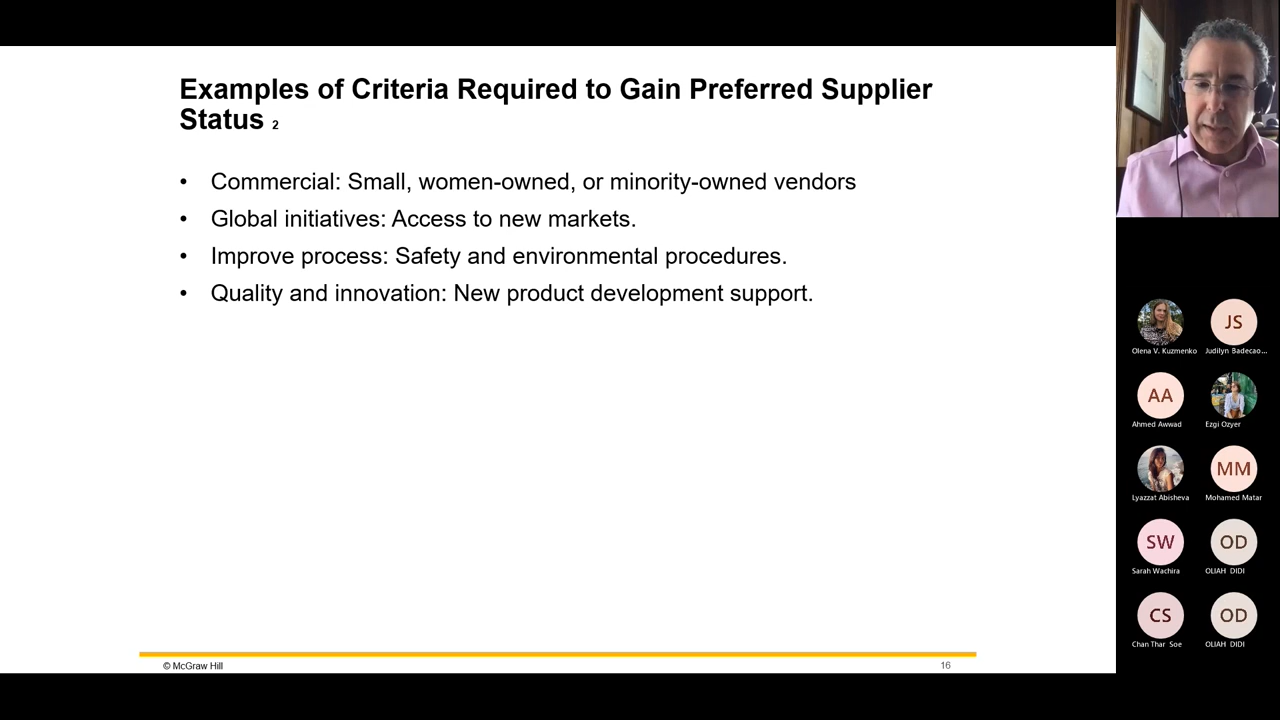 Examples of Criteria Required to Gain Preferred Supplier
Status 2
• Commercial: Small, women-owned, or minority-owned vendors
• Global initiatives: Access to new markets.
• Improve process: Safety and environmental procedures.
• Quality and innovation: New product development support.
© McGraw Hill
16
JS
Olena V. Kuzmenko
Judilyn Badecao...
AA
Ahmed Awwad
Ezgi Ozyer
MM
Lyazzat Abisheva
Mohamed Matar
SW
OD
Sarah Wachira
OLIAH DIDI
CS
OD
Chan Thar Soe
OLIAH DIDI